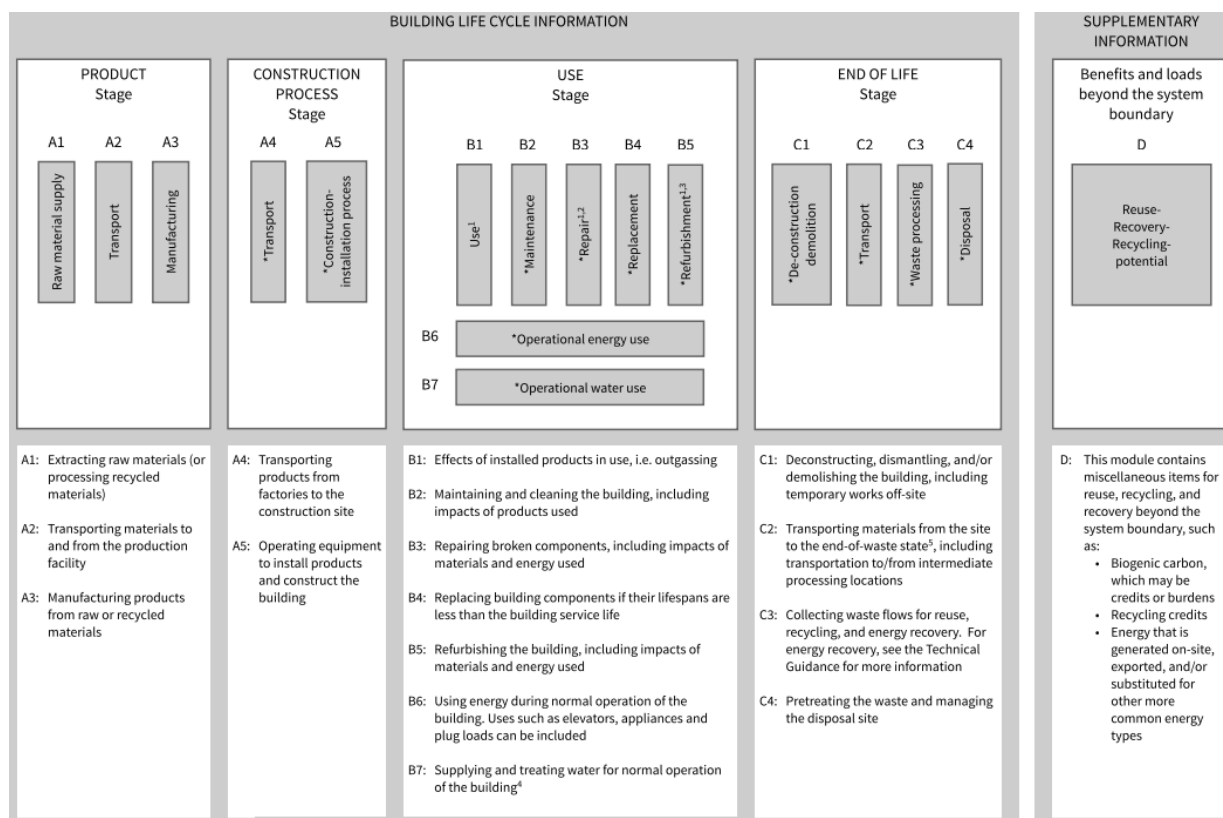 BUILDING LIFE CYCLE INFORMATION
SUPPLEMENTARY
INFORMATION
PRODUCT
Stage
A1 A2 A3
Raw material supply
Transport
Manufacturing
CONSTRUCTION
PROCESS
Stage
A4 A5
*Transport
*Construction-
installation process
USE
Stage
B1 B2 B3 B4 B5
Use¹
*Maintenance
*Repair¹,²
*Replacement
*Refurbishment¹,³
B6 *Operational energy use
B7 *Operational water use
END OF LIFE
Stage
C1 C2 C3 C4
*De-construction
demolition
*Transport
*Waste processing
*Disposal
Benefits and loads
beyond the system
boundary
D
Reuse-
Recovery-
Recycling-
potential
A1: Extracting raw materials (or
processing recycled
materials)
A2: Transporting materials to
and from the production
facility
A3: Manufacturing products
from raw or recycled
materials
A4: Transporting
products from
factories to the
construction site
A5: Operating equipment
to install products
and construct the
building
B1: Effects of installed products in use, i.e. outgassing
B2: Maintaining and cleaning the building, including
impacts of products used
B3: Repairing broken components, including impacts of
materials and energy used
B4: Replacing building components if their lifespans are
less than the building service life
B5: Refurbishing the building, including impacts of
materials and energy used
B6: Using energy during normal operation of the
building. Uses such as elevators, appliances and
plug loads can be included
B7: Supplying and treating water for normal operation
of the building⁴
C1: Deconstructing, dismantling, and/or
demolishing the building, including
temporary works off-site
C2: Transporting materials from the site
to the end-of-waste state⁵, including
transportation to/from intermediate
processing locations
C3: Collecting waste flows for reuse,
recycling, and energy recovery. For
energy recovery, see the Technical
Guidance for more information
C4: Pretreating the waste and managing
the disposal site
D: This module contains
miscellaneous items for
reuse, recycling, and
recovery beyond the
system boundary, such
as:
• Biogenic carbon,
which may be
credits or burdens
• Recycling credits
• Energy that is
generated on-site,
exported, and/or
substituted for
other more
common energy
types